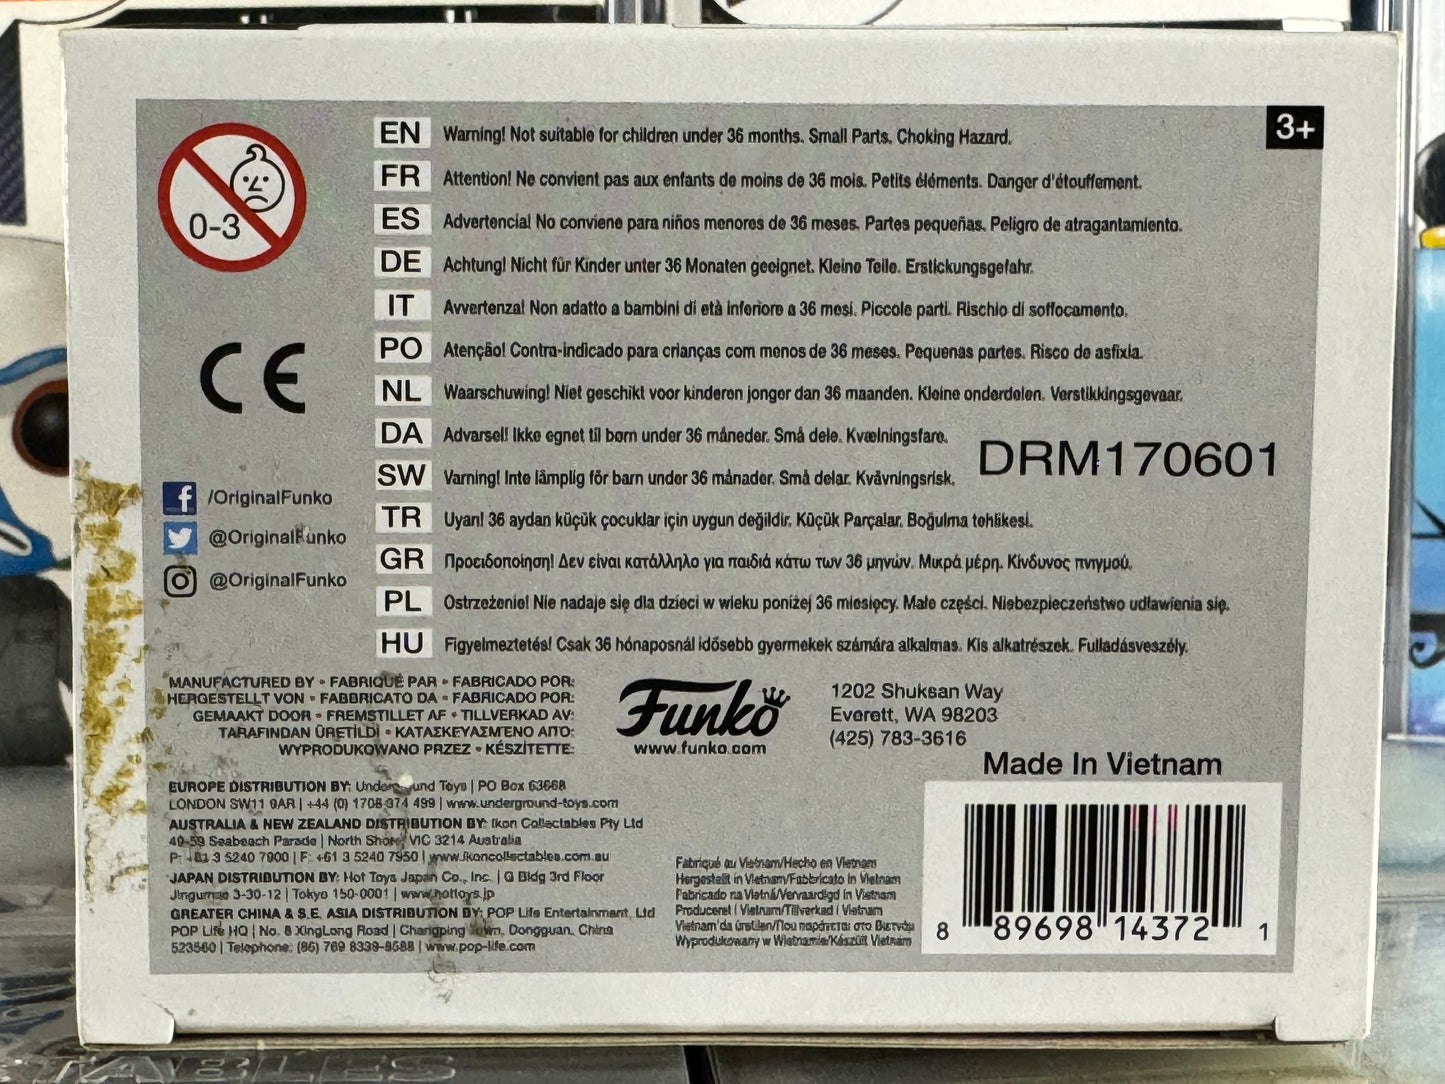 3+
0-3
EN Warning! Not suitable for children under 36 months. Small Parts. Choking Hazard.
FR Attention! Ne convient pas aux enfants de moins de 36 mois. Petits éléments. Danger d'étouffement.
ES Advertencia! No conviene para niños menores de 36 meses. Partes pequeñas. Peligro de atragantamiento.
DE Achtung! Nicht für Kinder unter 36 Monaten geeignet. Kleine Teile. Erstickungsgefahr.
IT Avvertenza! Non adatto a bambini di età inferiore a 36 mesi. Piccole parti. Rischio di soffocamento.
PO Atenção! Contra-indicado para crianças com menos de 36 meses. Pequenas partes. Risco de asfixia.
NL Waarschuwing! Niet geschikt voor kinderen jonger dan 36 maanden. Kleine onderdelen. Verstikkingsgevaar.
DA Advarsel! Ikke egnet til børn under 36 måneder. Små dele. Kvælningsfare.
SW Varning! Inte lämplig för barn under 36 månader. Små delar. Kvävningsrisk.
TR Uyarı! 36 aydan küçük çocuklar için uygun değildir. Küçük Parçalar. Boğulma tehlikesi.
GR Προειδοποίηση! Δεν είναι κατάλληλο για παιδιά κάτω των 36 μηνών. Μικρά μέρη. Κίνδυνος πνιγμού.
PL Ostrzeżenie! Nie nadaje się dla dzieci w wieku poniżej 36 miesięcy. Małe części. Niebezpieczeństwo udławienia się.
HU Figyelmeztetés! Csak 36 hónaposnál idősebb gyermekek számára alkalmas. Kis alkatrészek. Fulladásveszély.
DRM170601
CE
/OriginalFunko
@OriginalFunko
@OriginalFunko
MANUFACTURED BY • FABRIQUÉ PAR • FABRICADO POR:
HERGESTELLT VON • FABBRICATO DA • FABRICADO POR:
GEMAAKT DOOR • FREMSTILLET AF • TILLVERKAD AV:
TARAFINDAN ÜRETİLDİ • ΚΑΤΑΣΚΕΥΑΣΜΈΝΟ ΑΠΌ:
WYPRODUKOWANO PRZEZ • KÉSZÍTETTE:
Funko
www.funko.com
1202 Shuksan Way
Everett, WA 98203
(425) 783-3616
EUROPE DISTRIBUTION BY: Underground Toys | PO Box 63668
LONDON SW11 9AR | +44 (0) 1708 374 499 | www.underground-toys.com
AUSTRALIA & NEW ZEALAND DISTRIBUTION BY: Ikon Collectables Pty Ltd
49-59 Seabeach Parade | North Shore, VIC 3214 Australia
P: +61 3 5240 7900 | F: +61 3 5240 7950 | www.ikoncollectables.com.au
JAPAN DISTRIBUTION BY: Hot Toys Japan Co., Inc. | G Bldg 3rd Floor
Jingumae 3-30-12 | Tokyo 150-0001 | www.hottoys.jp
GREATER CHINA & S.E. ASIA DISTRIBUTION BY: POP Life Entertainment, Ltd
POP Life HQ | No. 8 XingLong Road | Changping Town, Dongguan, China
523560 | Telephone: (86) 769 8339-8588 | www.pop-life.com
Fabriqué au Vietnam/Hecho en Vietnam
Hergestellt in Vietnam/Fabbricato in Vietnam
Fabricado na Vietnã/Vervaardigd In Vietnam
Produceret i Vietnam/Tillverkad i Vietnam
Vietnam'da üretilen/Που παράγεται στο Βιετνάμ
Wyprodukowany w Wietnamie/Készült Vietnam
Made In Vietnam
8 89698 14372 1